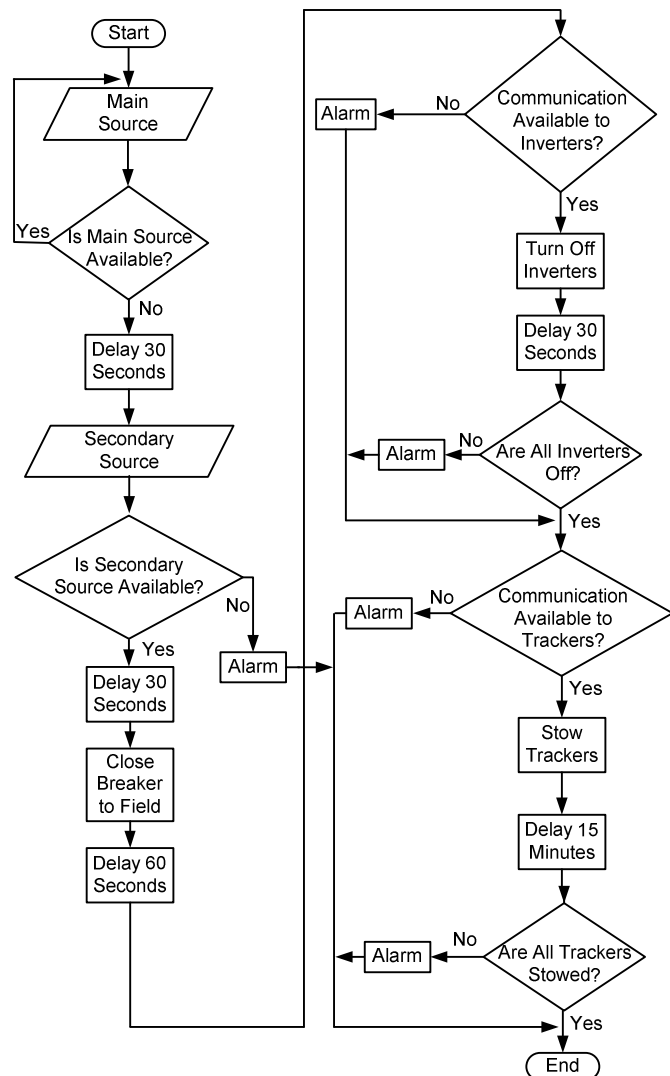 Start
Main
Source
Yes
Is Main Source
Available?
No
Delay 30
Seconds
Secondary
Source
Is Secondary
Source Available?
No
Alarm
Yes
Delay 30
Seconds
Close
Breaker
to Field
Delay 60
Seconds
Communication
Available to
Inverters?
No
Alarm
Yes
Turn Off
Inverters
Delay 30
Seconds
Are All Inverters
Off?
No
Alarm
Yes
Communication
Available to
Trackers?
No
Alarm
Yes
Stow
Trackers
Delay 15
Minutes
Are All Trackers
Stowed?
No
Alarm
Yes
End